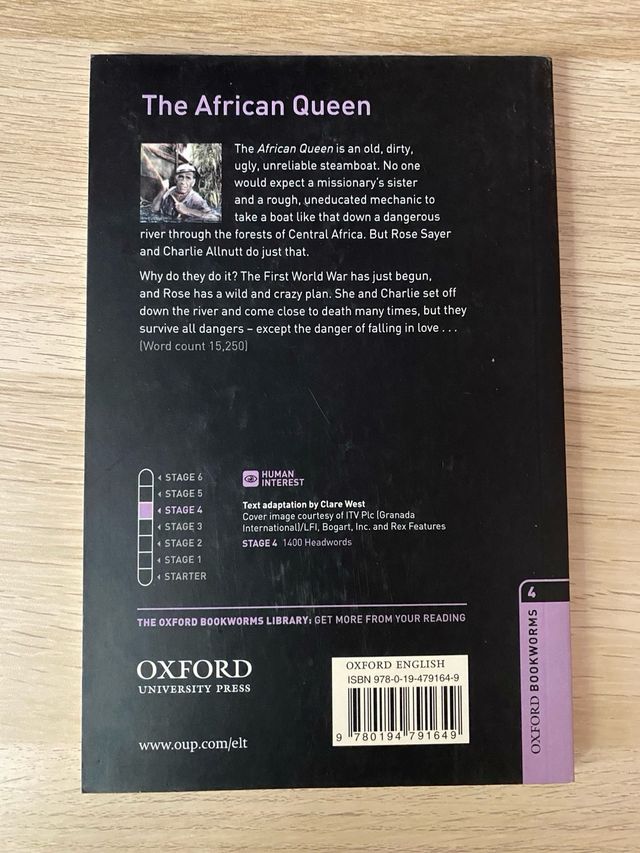 The African Queen
The African Queen is an old, dirty,
ugly, unreliable steamboat. No one
would expect a missionary's sister
and a rough, uneducated mechanic to
take a boat like that down a dangerous
river through the forests of Central Africa. But Rose Sayer
and Charlie Allnutt do just that.
Why do they do it? The First World War has just begun,
and Rose has a wild and crazy plan. She and Charlie set off
down the river and come close to death many times, but they
survive all dangers – except the danger of falling in love . . .
(Word count 15,250)
STAGE 6
STAGE 5
STAGE 4
STAGE 3
STAGE 2
STAGE 1
STARTER
HUMAN
INTEREST
Text adaptation by Clare West
Cover image courtesy of ITV Plc (Granada
International)/LFI, Bogart, Inc. and Rex Features
STAGE 4 1400 Headwords
THE OXFORD BOOKWORMS LIBRARY: GET MORE FROM YOUR READING
OXFORD
UNIVERSITY PRESS
www.oup.com/elt
OXFORD ENGLISH
ISBN 978-0-19-479164-9
9 780194 791649
4
OXFORD BOOKWORMS